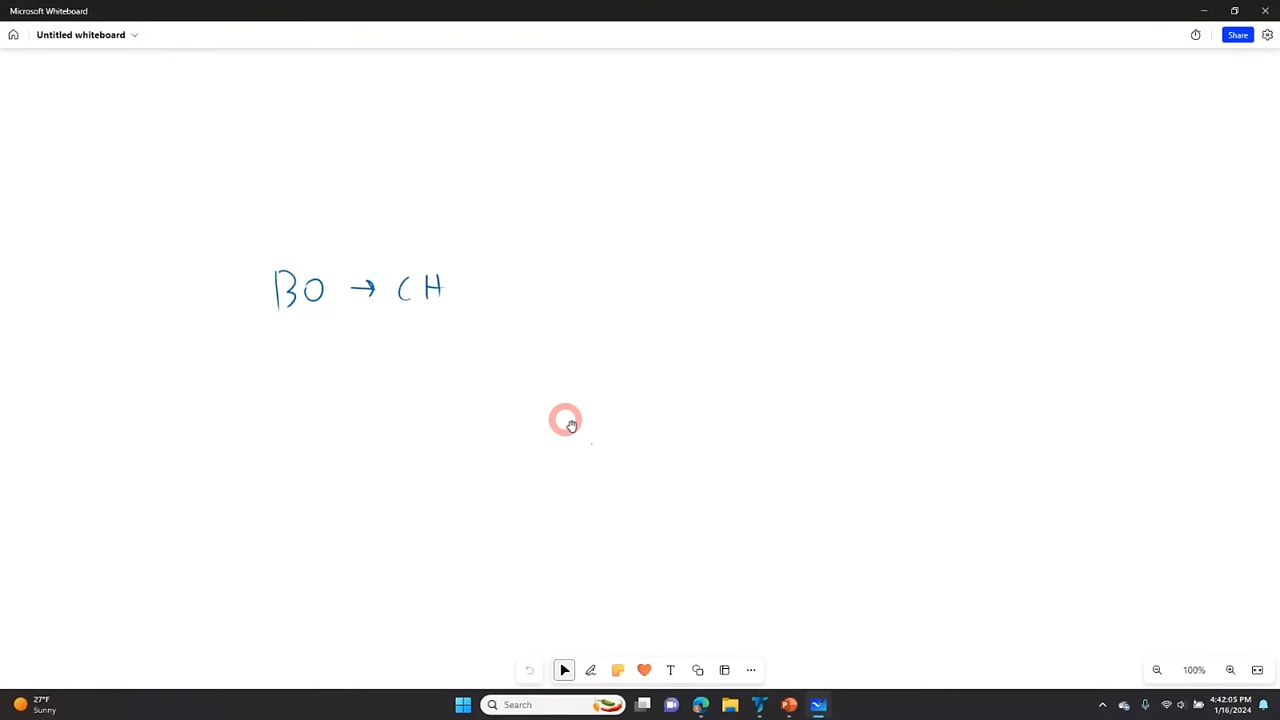 Microsoft Whiteboard
Untitled whiteboard
Share
BO → CH
T
100%
27°F
Sunny
Search
4:42:05 PM
1/16/2024